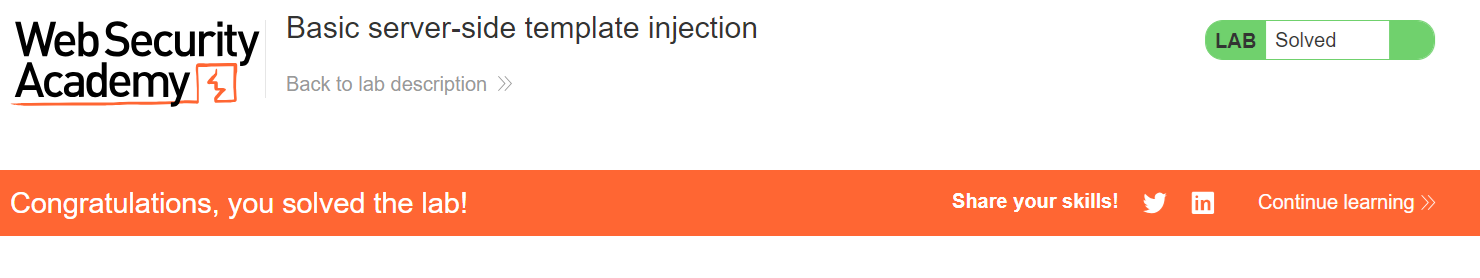 Web Security
Academy
Basic server-side template injection
Back to lab description
LAB Solved
Congratulations, you solved the lab!
Share your skills!
in
Continue learning